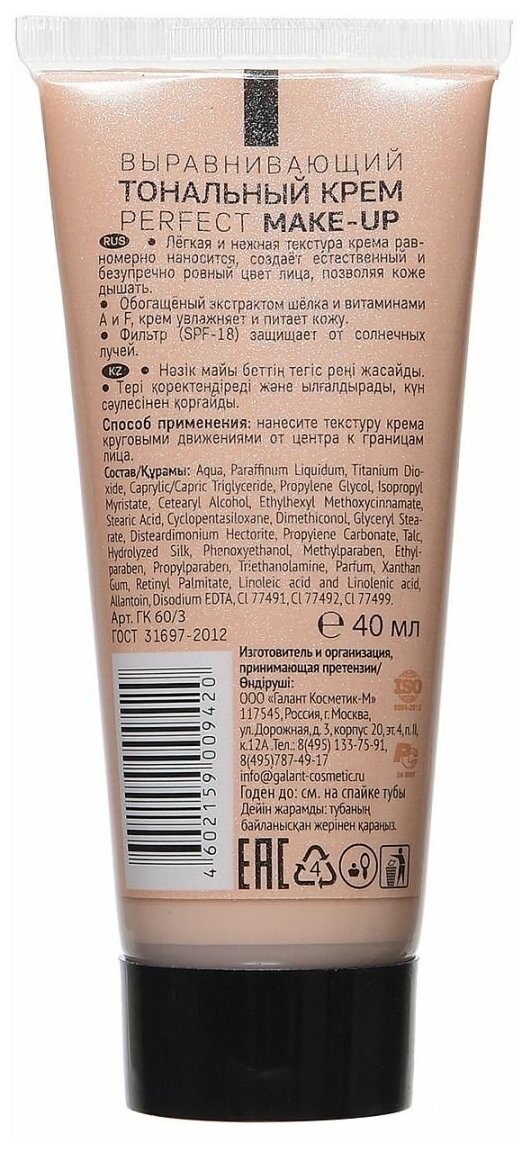 ВЫРАВНИВАЮЩИЙ
ТОНАЛЬНЫЙ КРЕМ
PERFECT MAKE-UP
RUS • Лёгкая и нежная текстура крема рав-
номерно наносится, создаёт естественный и
безупречно ровный цвет лица, позволяя коже
дышать.
• Обогащёный экстрактом шёлка и витаминами
А и F, крем увлажняет и питает кожу.
• Фильтр (SPF-18) защищает от солнечных
лучей.
KZ • Нәзік майы беттің тегіс реңі жасайды.
• Тері қоректендіреді және ылғалдырады, күн
сәулесінен қорғайды.
Способ применения: нанесите текстуру крема
круговыми движениями от центра к границам
лица.
Состав/Құрамы: Aqua, Paraffinum Liquidum, Titanium Dio-
xide, Caprylic/Capric Triglyceride, Propylene Glycol, Isopropyl
Myristate, Cetearyl Alcohol, Ethylhexyl Methoxycinnamate,
Stearic Acid, Cyclopentasiloxane, Dimethiconol, Glyceryl Stea-
rate, Disteardimonium Hectorite, Propylene Carbonate, Talc,
Hydrolyzed Silk, Phenoxyethanol, Methylparaben, Ethyl-
paraben, Propylparaben, Triethanolamine, Parfum, Xanthan
Gum, Retinyl Palmitate, Linoleic acid and Linolenic acid,
Allantoin, Disodium EDTA, CI 77491, CI 77492, CI 77499.
Арт. ГК 60/3
ГОСТ 31697-2012
℮ 40 мл
Изготовитель и организация,
принимающая претензии/
Өндіруші:
ООО «Галант Косметик-М»
117545, Россия, г. Москва,
ул. Дорожная, д. 3, корпус 20, эт. 4, п. II,
к.12А Тел.: 8(495) 133-75-91,
8(495)787-49-17
info@galant-cosmetic.ru
Годен до: см. на спайке тубы
Дейін жарамды: тубаның
байланысқан жерінен қараңыз.
ISO
РС
4 602159 009420
EAC 4